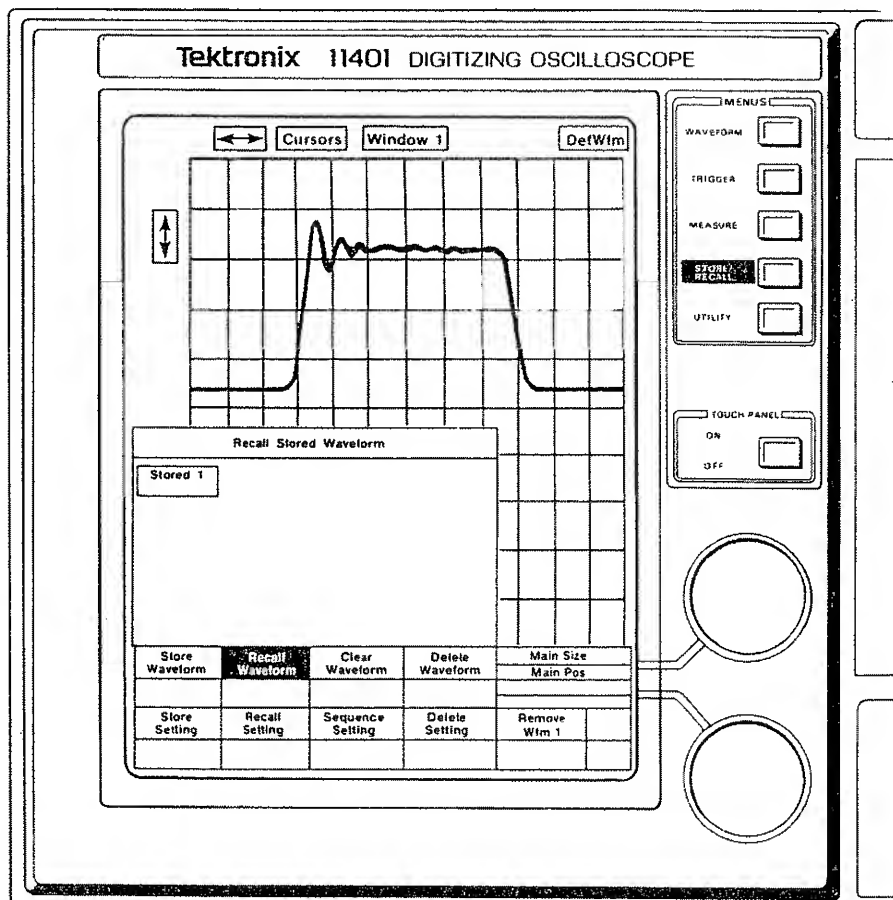 Tektronix 11401 DIGITIZING OSCILLOSCOPE
Cursors Window 1 DefWfm
Recall Stored Waveform
Stored 1
Store Waveform
Recall Waveform
Clear Waveform
Delete Waveform
Main Size
Main Pos
Store Setting
Recall Setting
Sequence Setting
Delete Setting
Remove Wfm 1
MENUS
WAVEFORM
TRIGGER
MEASURE
STORE/
RECALL
UTILITY
TOUCH PANEL
ON
OFF